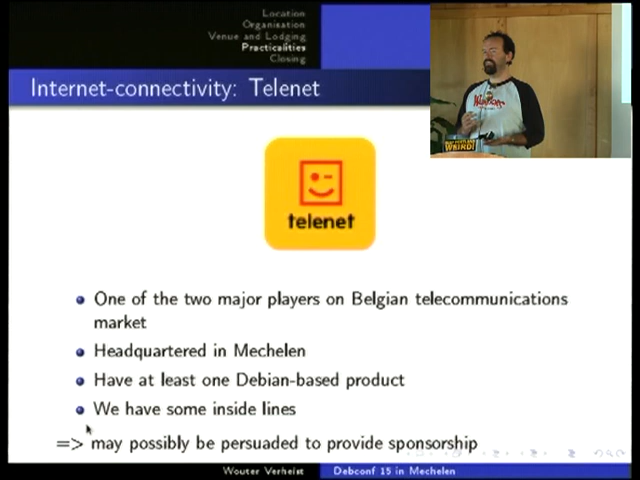 Location
Organisation
Venue and Lodging
Practicalities
Closing
Internet-connectivity: Telenet
telenet
One of the two major players on Belgian telecommunications
market
Headquartered in Mechelen
Have at least one Debian-based product
We have some inside lines
=> may possibly be persuaded to provide sponsorship
Wouter Verhelst
Debconf 15 in Mechelen
WEIRD!